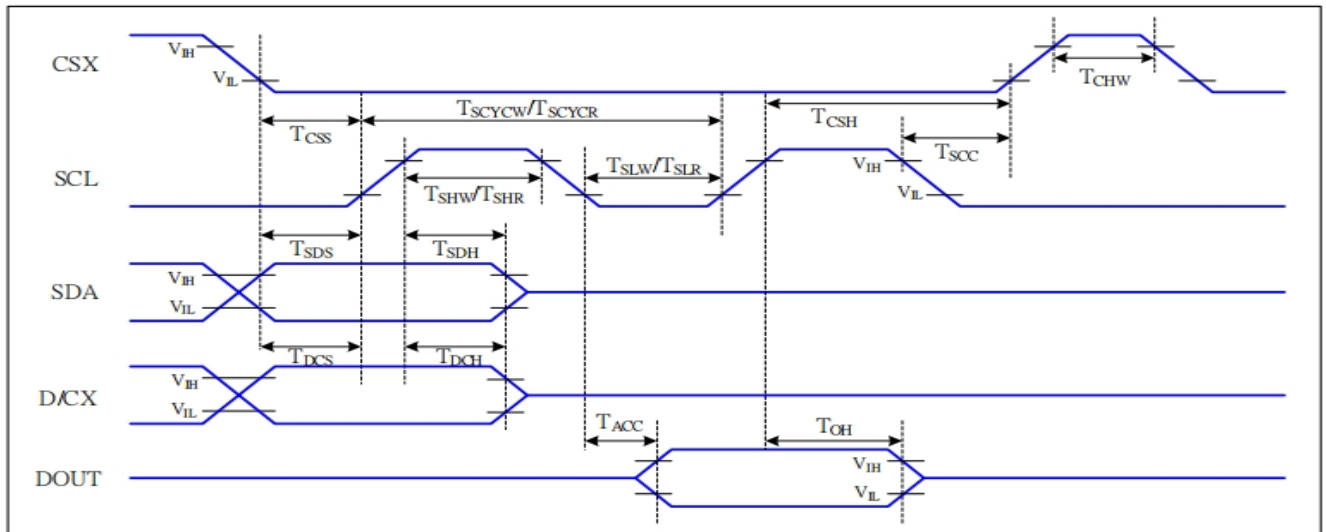 CSX
VIH
VIL
TCSS
TSCYCW/TSCYCR
TCSH
TCHW
TSCC
SCL
TSHW/TSHR
TSLW/TSLR
VIH
VIL
TSDS
TSDH
SDA
VIH
VIL
TDCS
TDCH
D/CX
VIH
VIL
TACC
TOH
DOUT
VIH
VIL